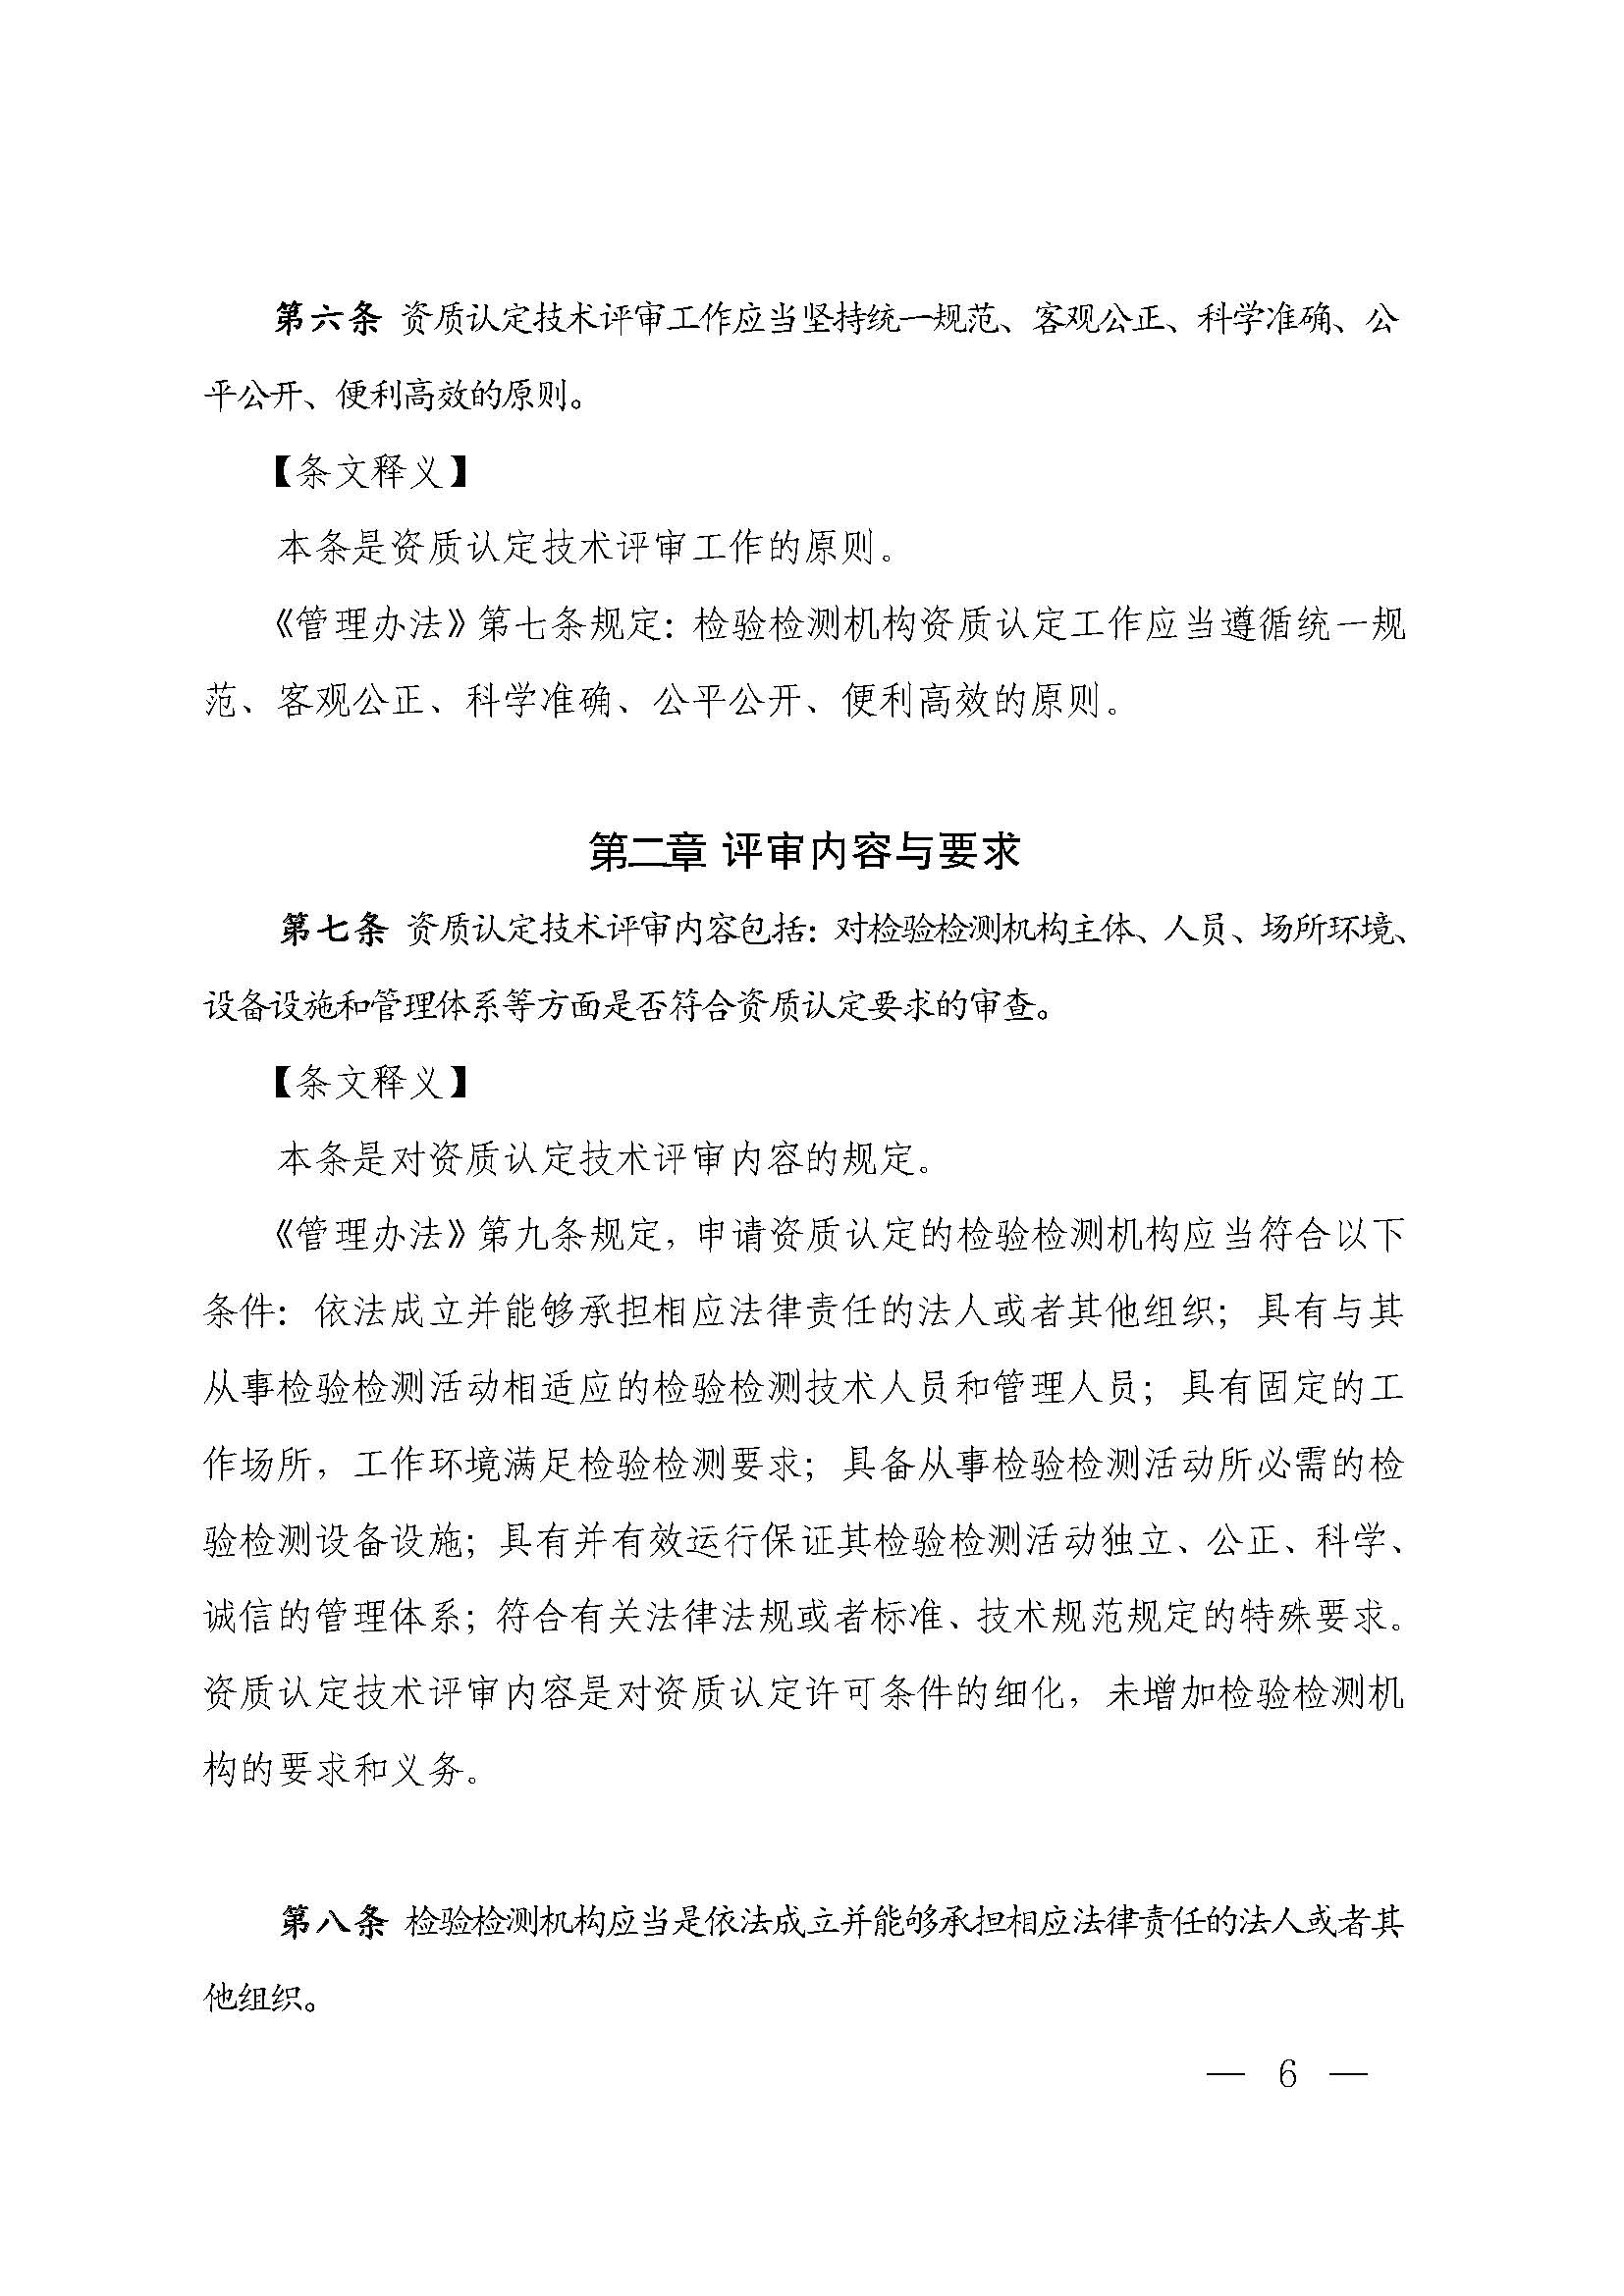 第六条 资质认定技术评审工作应当坚持统一规范、客观公正、科学准确、公
平公开、便利高效的原则。
【条文释义】
本条是资质认定技术评审工作的原则。
《管理办法》第七条规定：检验检测机构资质认定工作应当遵循统一规
范、客观公正、科学准确、公平公开、便利高效的原则。
第二章 评审内容与要求
第七条 资质认定技术评审内容包括：对检验检测机构主体、人员、场所环境、
设备设施和管理体系等方面是否符合资质认定要求的审查。
【条文释义】
本条是对资质认定技术评审内容的规定。
《管理办法》第九条规定，申请资质认定的检验检测机构应当符合以下
条件：依法成立并能够承担相应法律责任的法人或者其他组织；具有与其
从事检验检测活动相适应的检验检测技术人员和管理人员；具有固定的工
作场所，工作环境满足检验检测要求；具备从事检验检测活动所必需的检
验检测设备设施；具有并有效运行保证其检验检测活动独立、公正、科学、
诚信的管理体系；符合有关法律法规或者标准、技术规范规定的特殊要求。
资质认定技术评审内容是对资质认定许可条件的细化，未增加检验检测机
构的要求和义务。
第八条 检验检测机构应当是依法成立并能够承担相应法律责任的法人或者其
他组织。
— 6 —